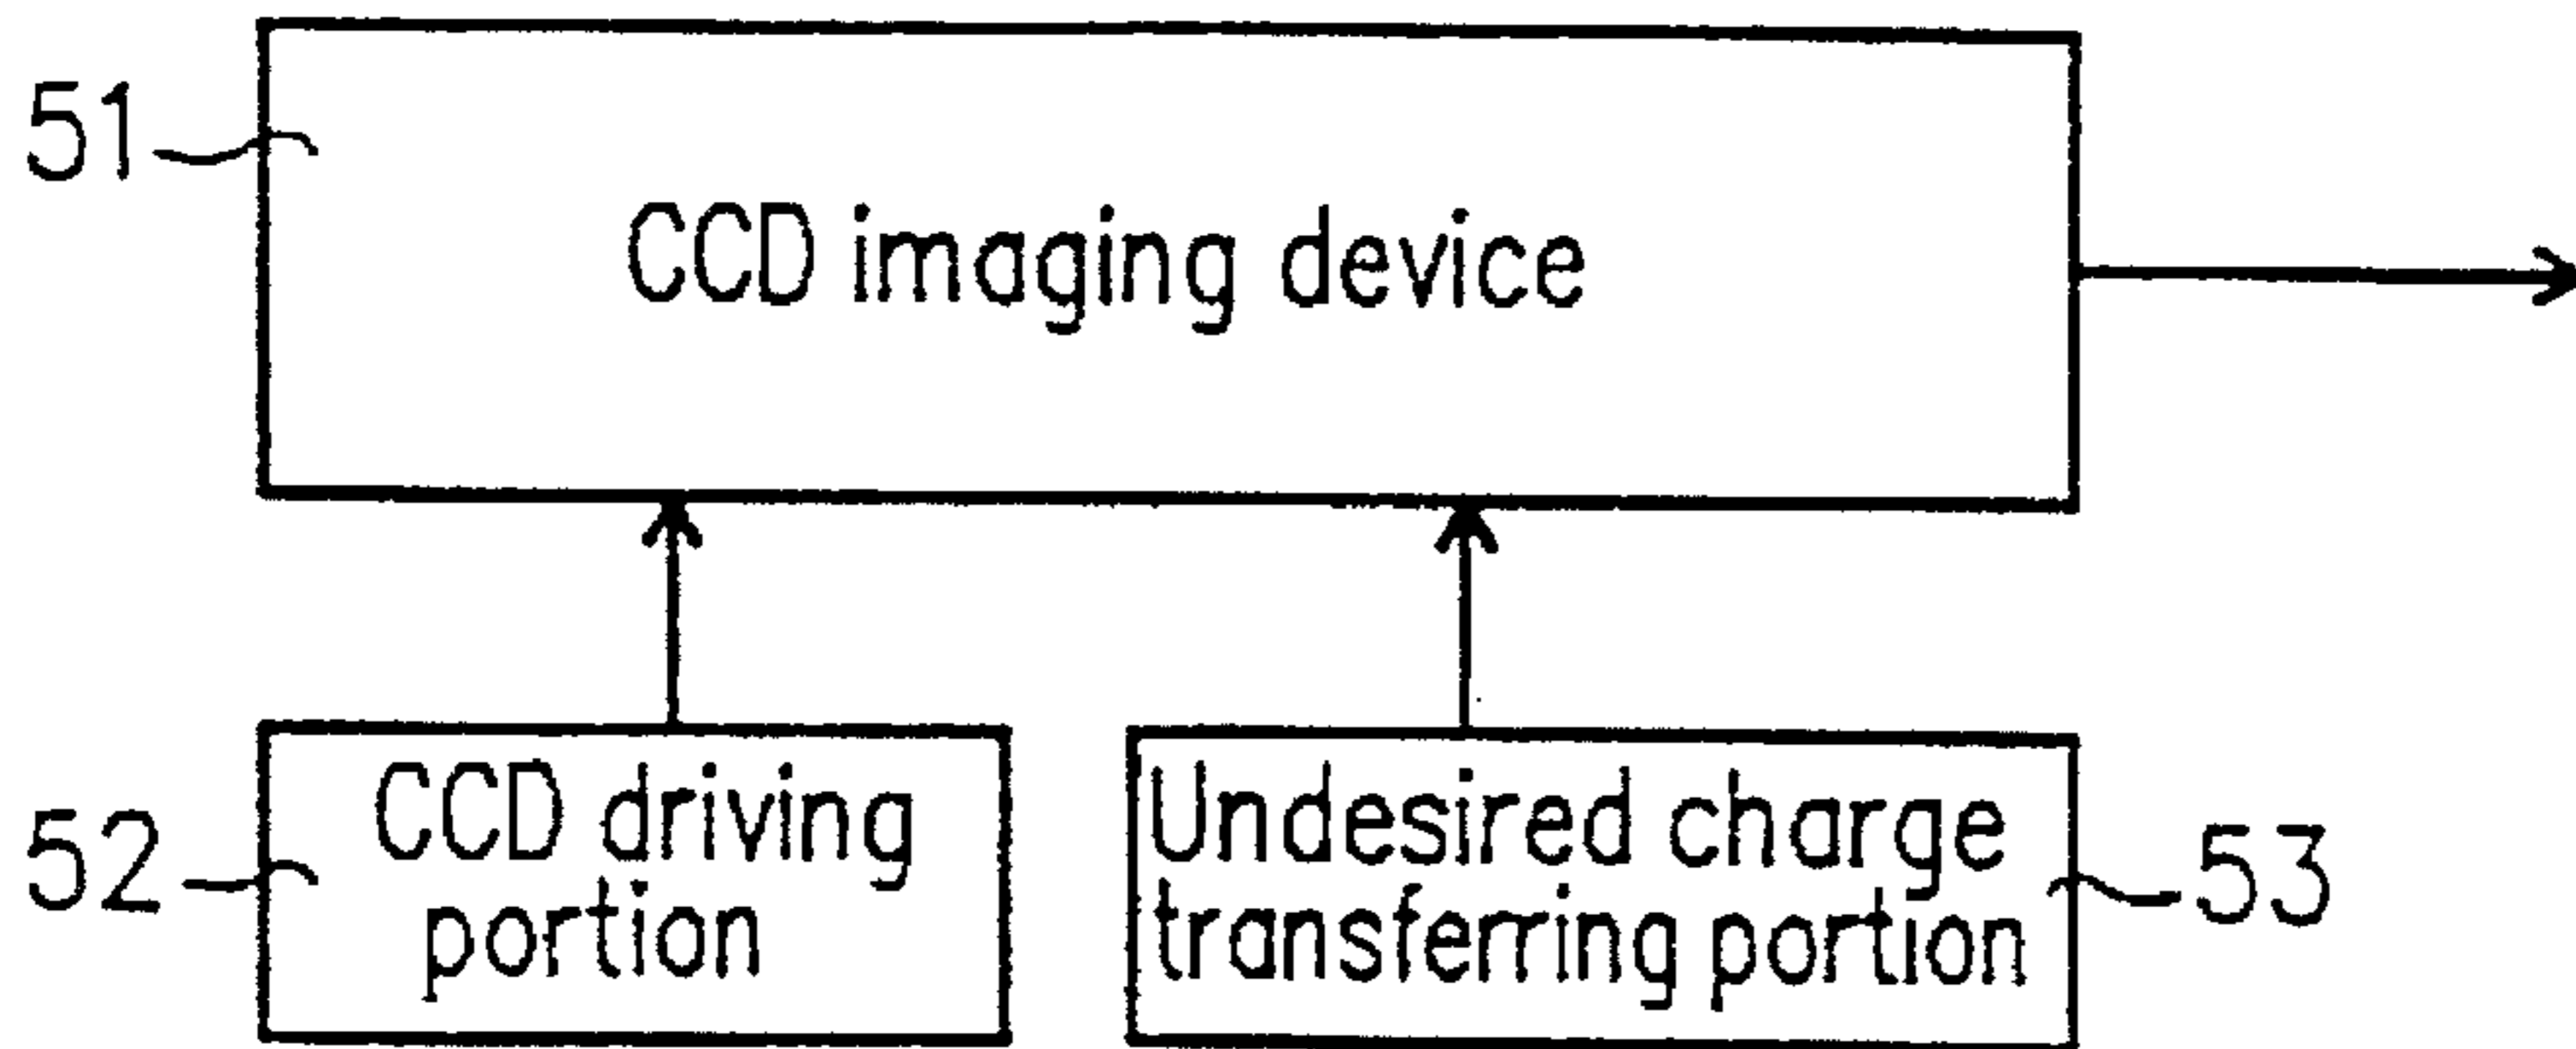 51
CCD imaging device
52
CCD driving
portion
Undesired charge
transferring portion
53